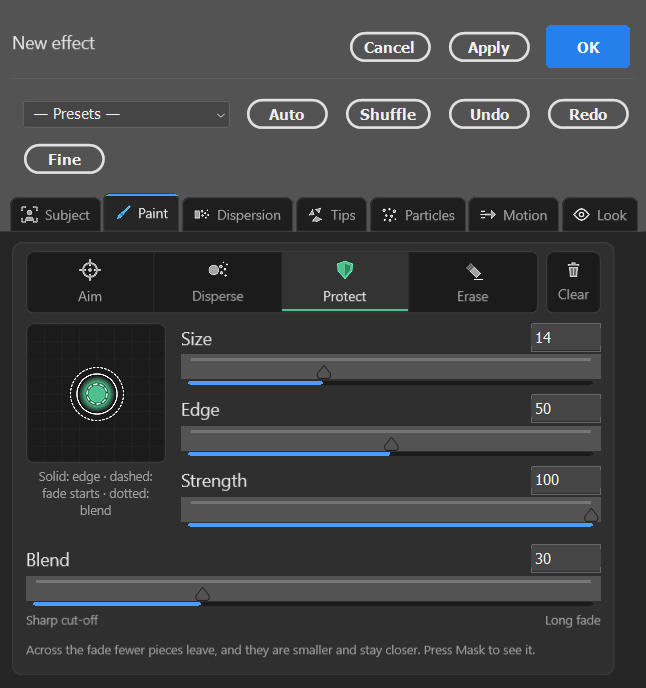 New effect
Cancel
Apply
OK
— Presets —
Auto
Shuffle
Undo
Redo
Fine
Subject
Paint
Dispersion
Tips
Particles
Motion
Look
Aim
Disperse
Protect
Erase
Clear
Size
14
Edge
50
Strength
100
Solid: edge · dashed:
fade starts · dotted:
blend
Blend
30
Sharp cut-off
Long fade
Across the fade fewer pieces leave, and they are smaller and stay closer. Press Mask to see it.